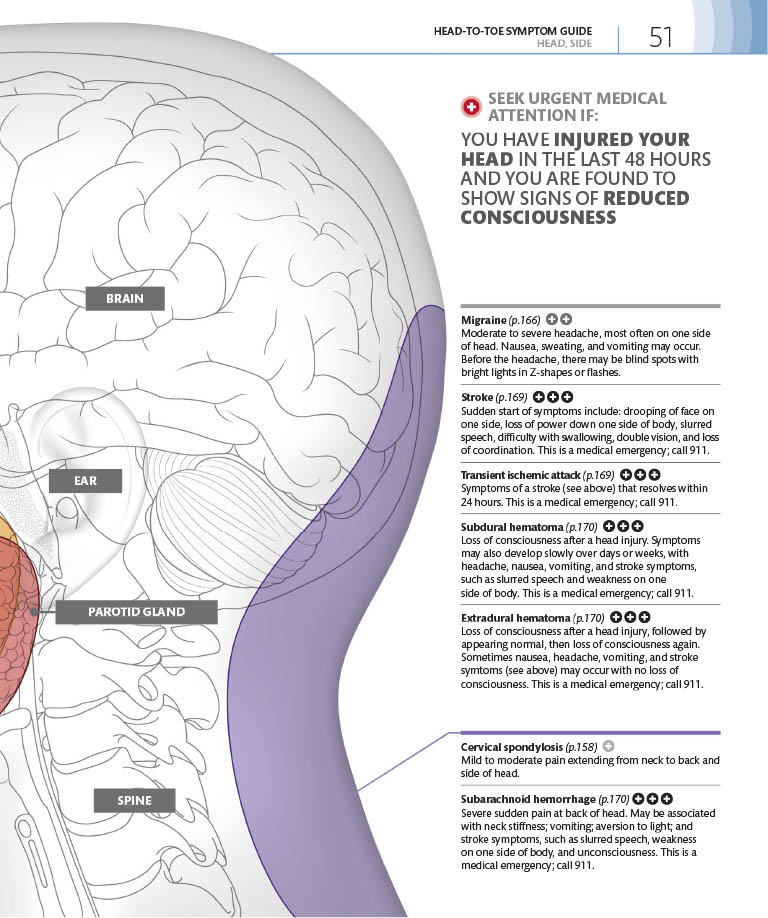 HEAD-TO-TOE SYMPTOM GUIDE
HEAD, SIDE
51
SEEK URGENT MEDICAL
ATTENTION IF:
YOU HAVE INJURED YOUR
HEAD IN THE LAST 48 HOURS
AND YOU ARE FOUND TO
SHOW SIGNS OF REDUCED
CONSCIOUSNESS
BRAIN
EAR
PAROTID GLAND
SPINE
Migraine (p.166)
Moderate to severe headache, most often on one side
of head. Nausea, sweating, and vomiting may occur.
Before the headache, there may be blind spots with
bright lights in Z-shapes or flashes.
Stroke (p.169)
Sudden start of symptoms include: drooping of face on
one side, loss of power down one side of body, slurred
speech, difficulty with swallowing, double vision, and loss
of coordination. This is a medical emergency; call 911.
Transient ischemic attack (p.169)
Symptoms of a stroke (see above) that resolves within
24 hours. This is a medical emergency; call 911.
Subdural hematoma (p.170)
Loss of consciousness after a head injury. Symptoms
may also develop slowly over days or weeks, with
headache, nausea, vomiting, and stroke symptoms,
such as slurred speech and weakness on one
side of body. This is a medical emergency; call 911.
Extradural hematoma (p.170)
Loss of consciousness after a head injury, followed by
appearing normal, then loss of consciousness again.
Sometimes nausea, headache, vomiting, and stroke
symtoms (see above) may occur with no loss of
consciousness. This is a medical emergency; call 911.
Cervical spondylosis (p.158)
Mild to moderate pain extending from neck to back and
side of head.
Subarachnoid hemorrhage (p.170)
Severe sudden pain at back of head. May be associated
with neck stiffness; vomiting; aversion to light; and
stroke symptoms, such as slurred speech, weakness
on one side of body, and unconsciousness. This is a
medical emergency; call 911.